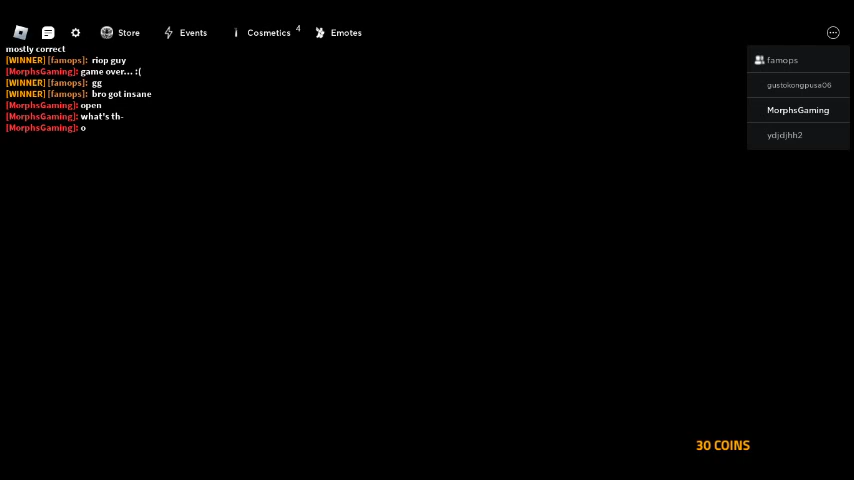 Store
Events
Cosmetics 4
Emotes
mostly correct
[WINNER] [famops]: riop guy
[MorphsGaming]: game over... :(
[WINNER] [famops]: gg
[WINNER] [famops]: bro got insane
[MorphsGaming]: open
[MorphsGaming]: what's th-
[MorphsGaming]: o
famops
gustokongpusa06
MorphsGaming
ydjdjhh2
30 COINS